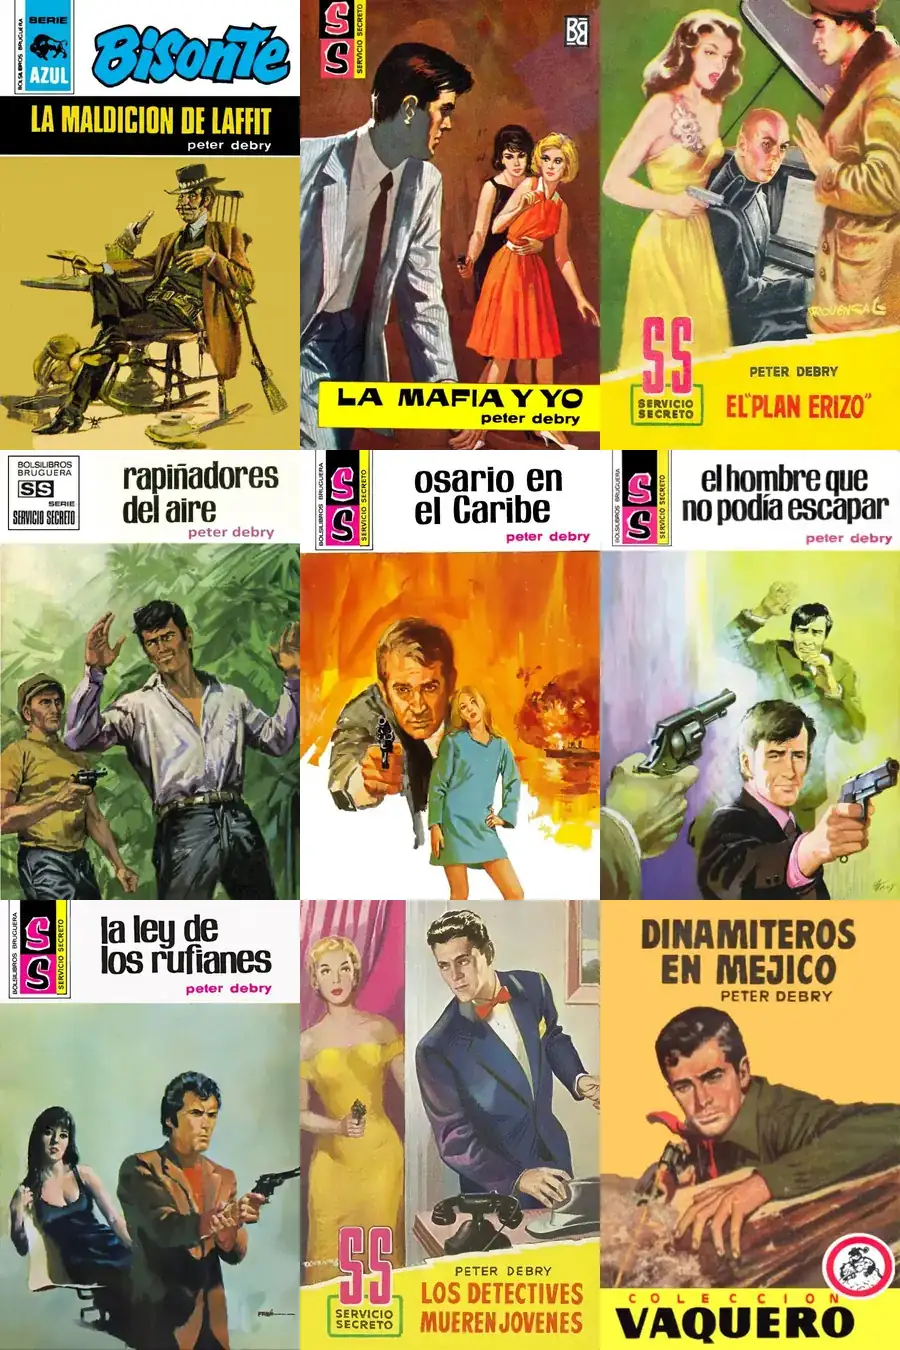 BOLSILIBROS BRUGUERA
SERIE
AZUL
Bisonte
LA MALDICION DE LAFFIT
peter debry
SS
SERVICIO SECRETO
BB
LA MAFIA Y YO
peter debry
PROVENSAL
SS
SERVICIO
SECRETO
PETER DEBRY
EL "PLAN ERIZO"
BOLSILIBROS
BRUGUERA
SS
SERIE
SERVICIO SECRETO
rapiñadores
del aire
peter debry
BOLSILIBROS BRUGUERA
SS
SERVICIO SECRETO
osario en
el Caribe
peter debry
BOLSILIBROS BRUGUERA
SS
SERVICIO SECRETO
el hombre que
no podía escapar
peter debry
BOLSILIBROS BRUGUERA
SS
SERVICIO SECRETO
la ley de
los rufianes
peter debry
SS
SERVICIO
SECRETO
PETER DEBRY
LOS DETECTIVES
MUEREN JOVENES
DINAMITEROS
EN MEJICO
PETER DEBRY
COLECCION
VAQUERO